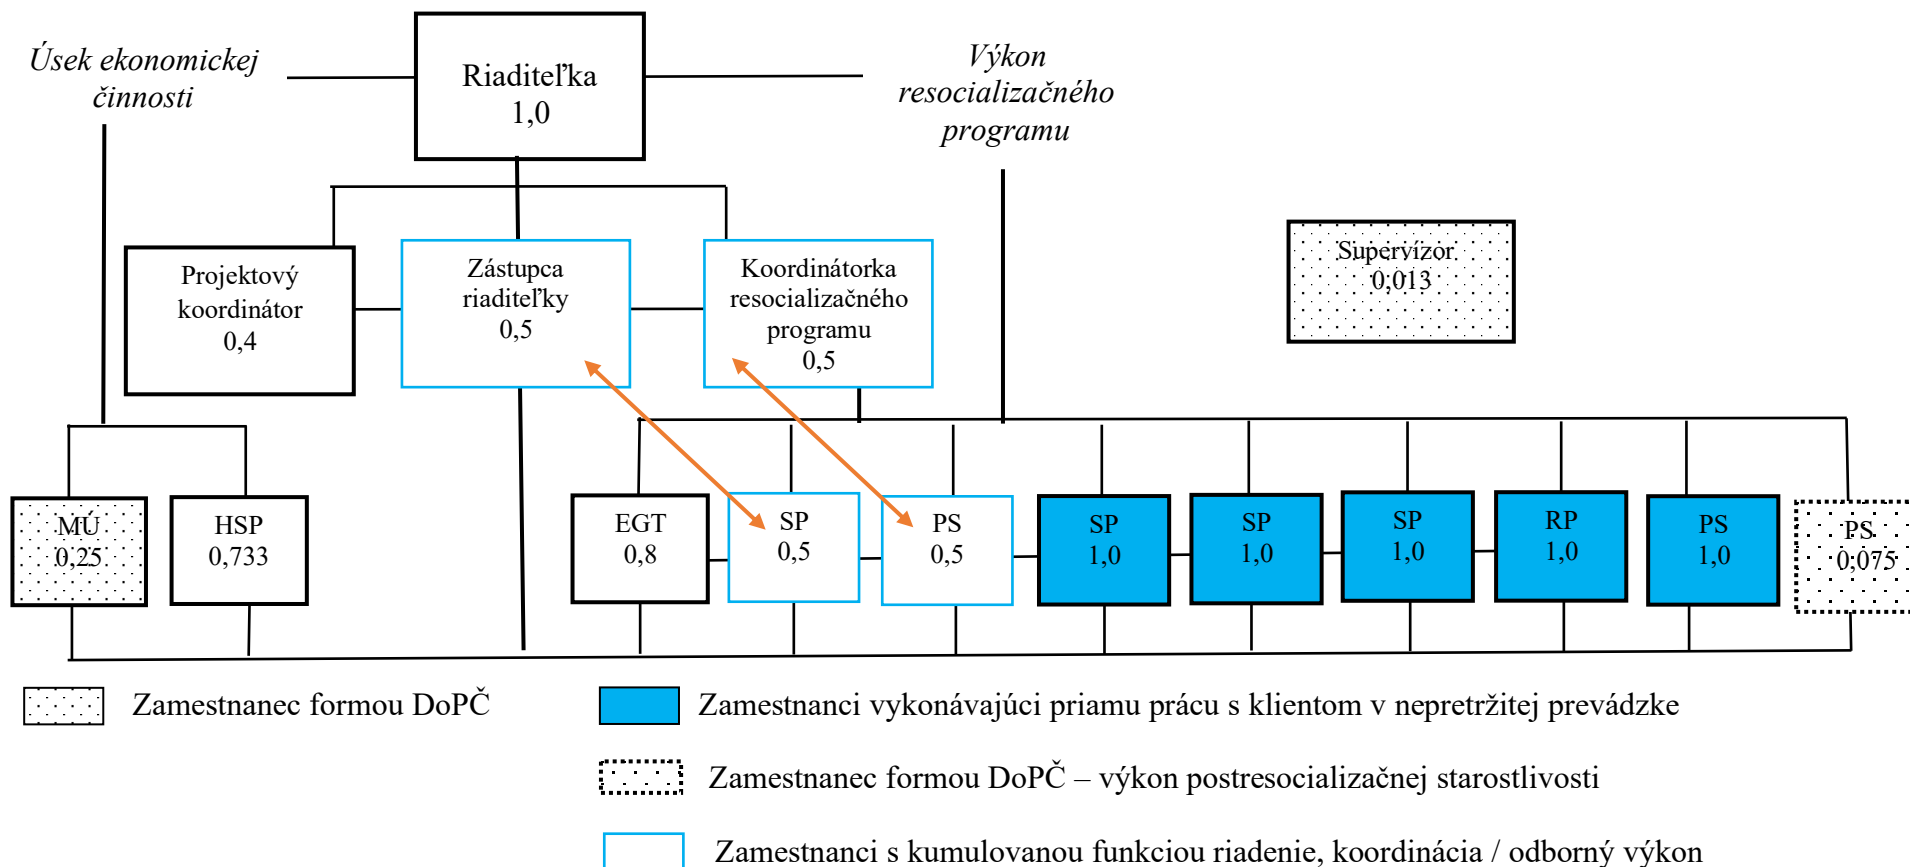 Úsek ekonomickej
činnosti
Riaditeľka
1,0
Výkon
resocializačného
programu
Projektový
koordinátor
0,4
Zástupca
riaditeľky
0,5
Koordinátorka
resocializačného
programu
0,5
Supervízor
0,013
MÚ
0,25
HSP
0,733
EGT
0,8
SP
0,5
PS
0,5
SP
1,0
SP
1,0
SP
1,0
RP
1,0
PS
1,0
PS
0,075
Zamestnanec formou DoPČ
Zamestnanci vykonávajúci priamu prácu s klientom v nepretržitej prevádzke
Zamestnanec formou DoPČ – výkon postresocializačnej starostlivosti
Zamestnanci s kumulovanou funkciou riadenie, koordinácia / odborný výkon